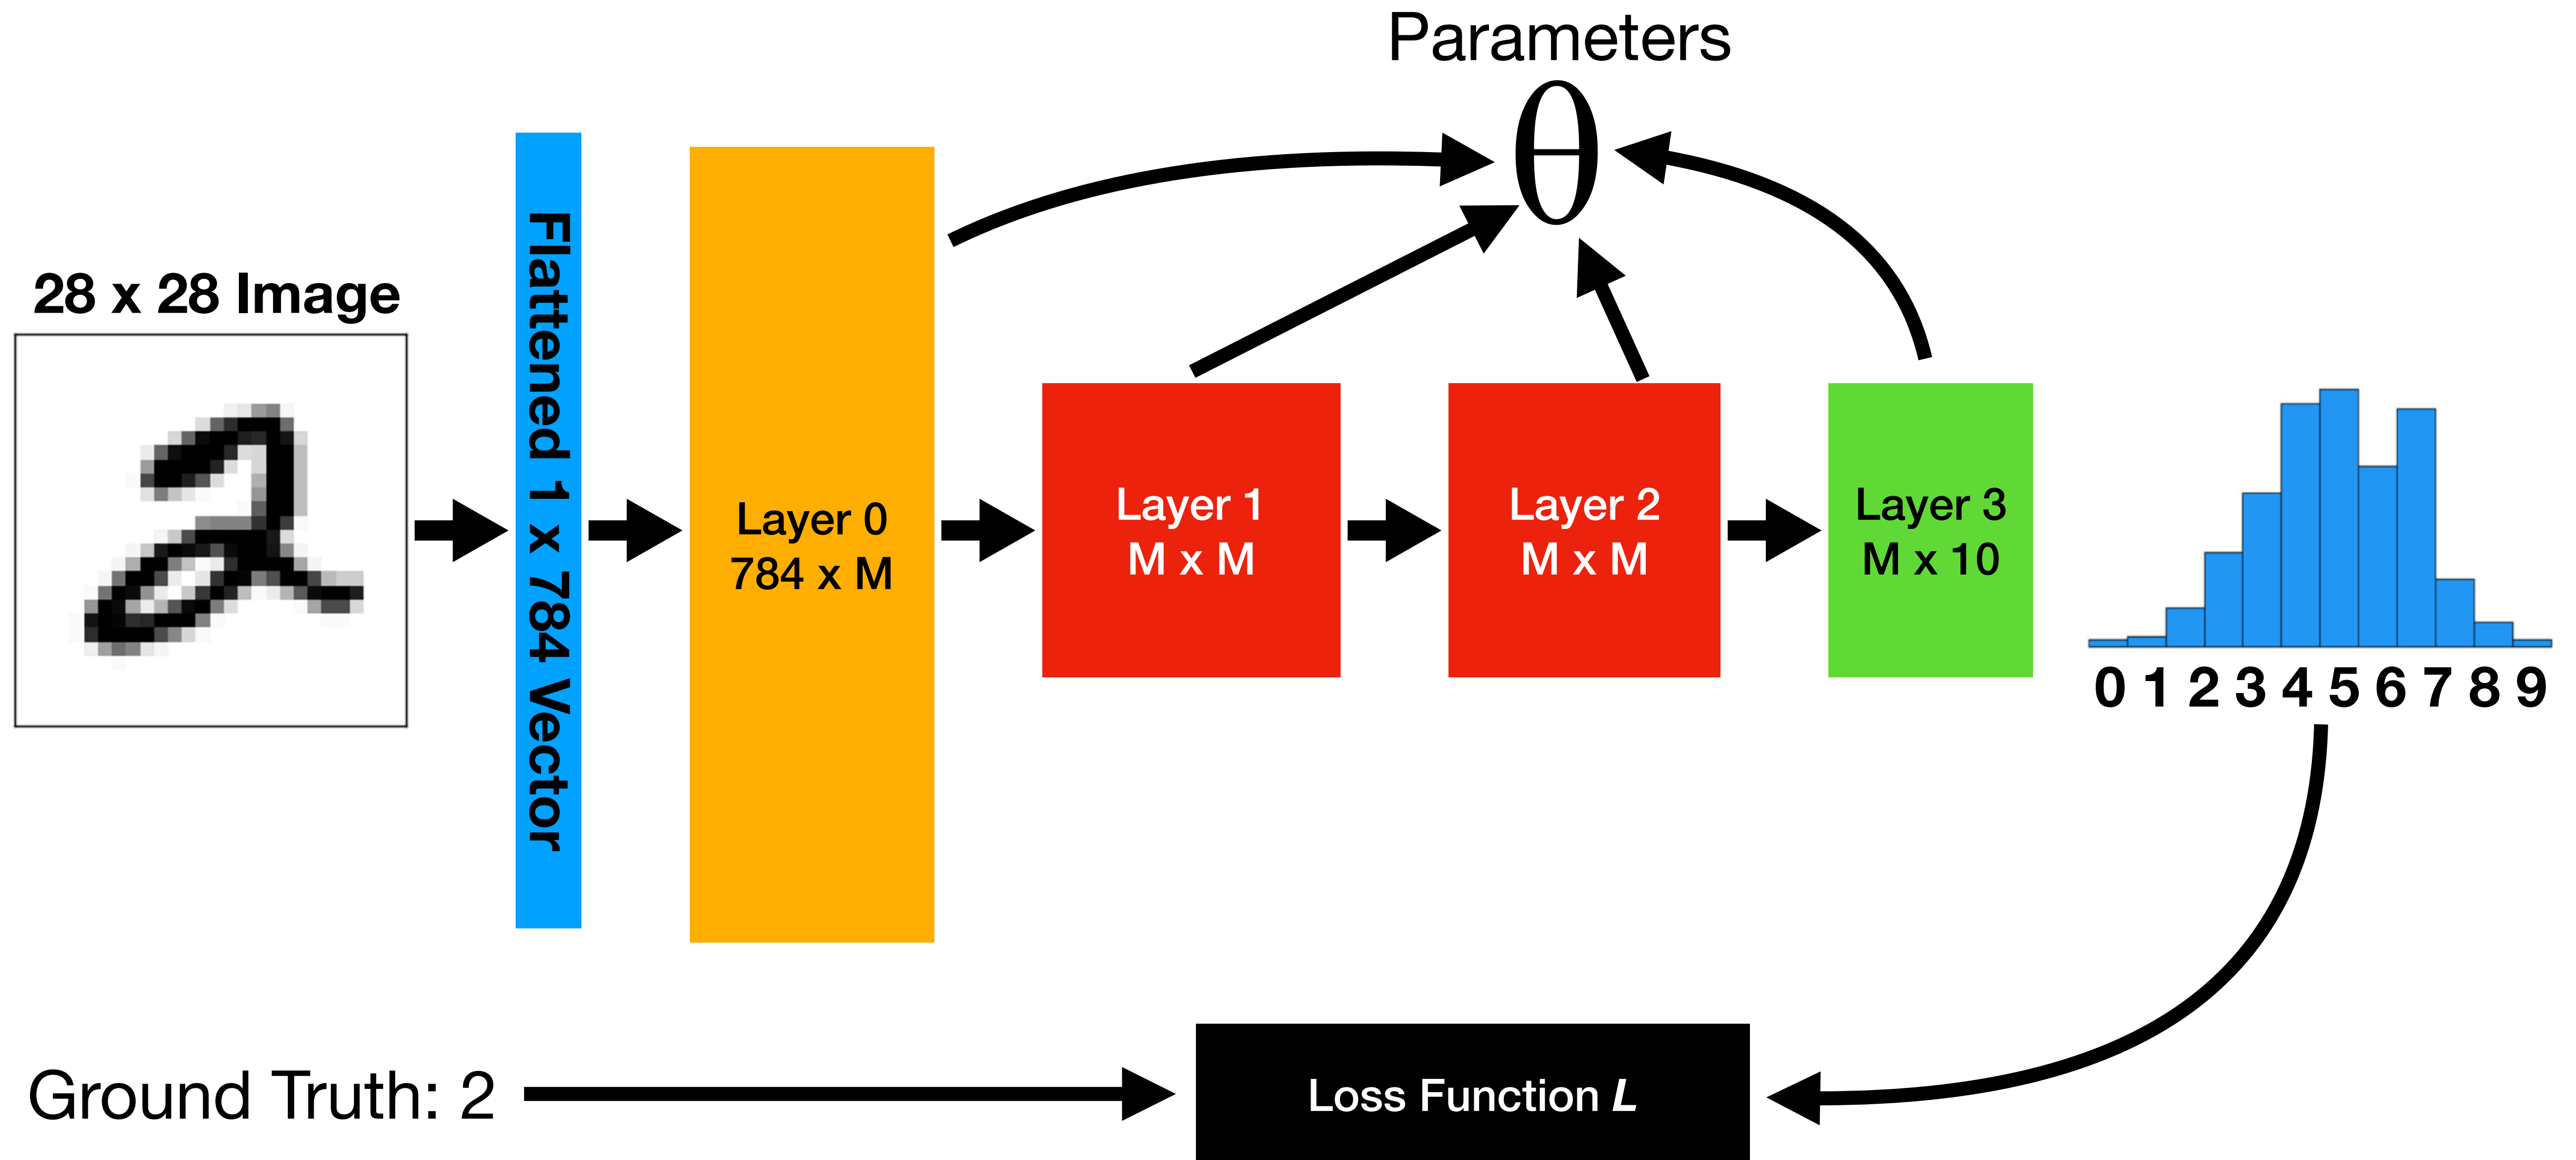 Parameters
θ
28 x 28 Image
Flattened 1 x 784 Vector
Layer 0
784 x M
Layer 1
M x M
Layer 2
M x M
Layer 3
M x 10
0 1 2 3 4 5 6 7 8 9
Ground Truth: 2
Loss Function L